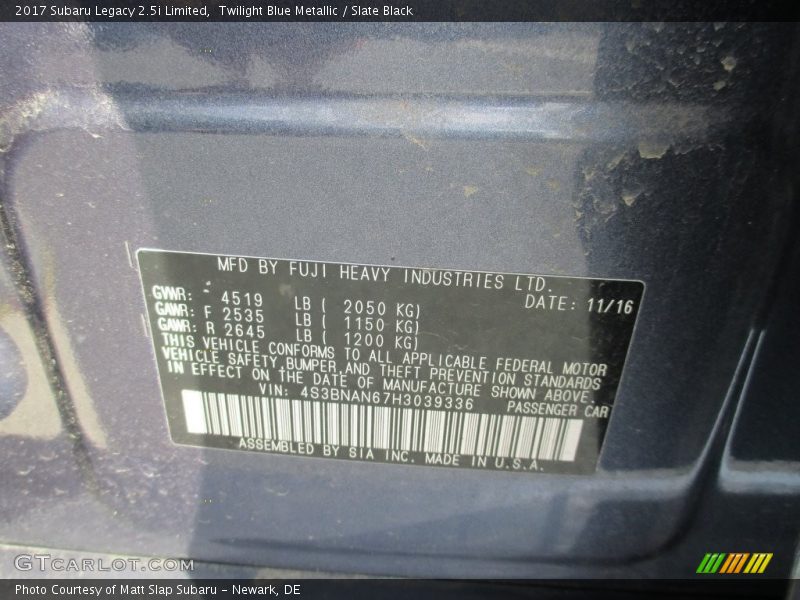 2017 Subaru Legacy 2.5i Limited,  Twilight Blue Metallic / Slate Black
MFD BY FUJI HEAVY INDUSTRIES LTD.
GVWR: 4519 LB ( 2050 KG) DATE: 11/16
GAWR: F 2535 LB ( 1150 KG)
GAWR: R 2645 LB ( 1200 KG)
THIS VEHICLE CONFORMS TO ALL APPLICABLE FEDERAL MOTOR
VEHICLE SAFETY,BUMPER,AND THEFT PREVENTION STANDARDS
IN EFFECT ON THE DATE OF MANUFACTURE SHOWN ABOVE.
VIN: 4S3BNAN67H3039336 PASSENGER CAR
ASSEMBLED BY SIA INC. MADE IN U.S.A.
GTCarLot.com
Photo Courtesy of Matt Slap Subaru – Newark, DE